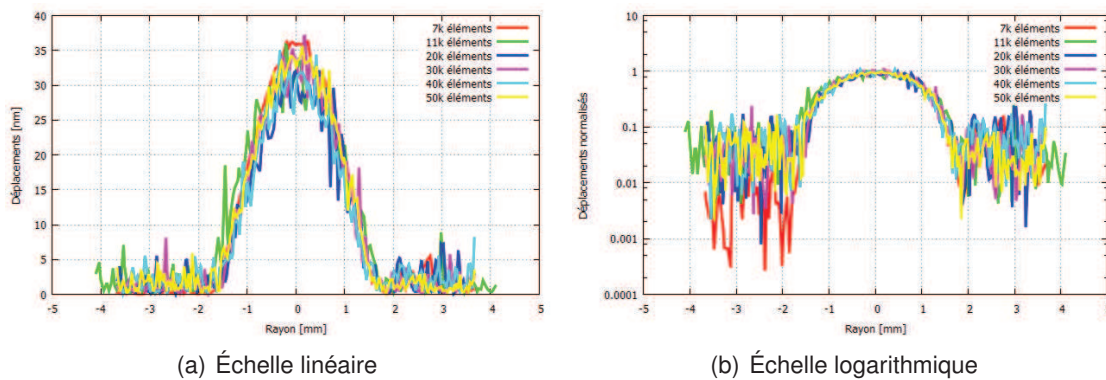 40
35
30
25
20
15
10
5
0
Déplacements [nm]
-5
-4
-3
-2
-1
0
1
2
3
4
5
Rayon [mm]
7k éléments
11k éléments
20k éléments
30k éléments
40k éléments
50k éléments
(a) Échelle linéaire
10
1
0.1
0.01
0.001
0.0001
Déplacements normalisés
-5
-4
-3
-2
-1
0
1
2
3
4
5
Rayon [mm]
7k éléments
11k éléments
20k éléments
30k éléments
40k éléments
50k éléments
(b) Échelle logarithmique